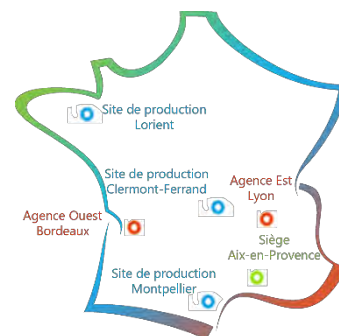 Site de production
Lorient
Site de production
Clermont-Ferrand
Agence Est
Lyon
Agence Ouest
Bordeaux
Siège
Aix-en-Provence
Site de production
Montpellier